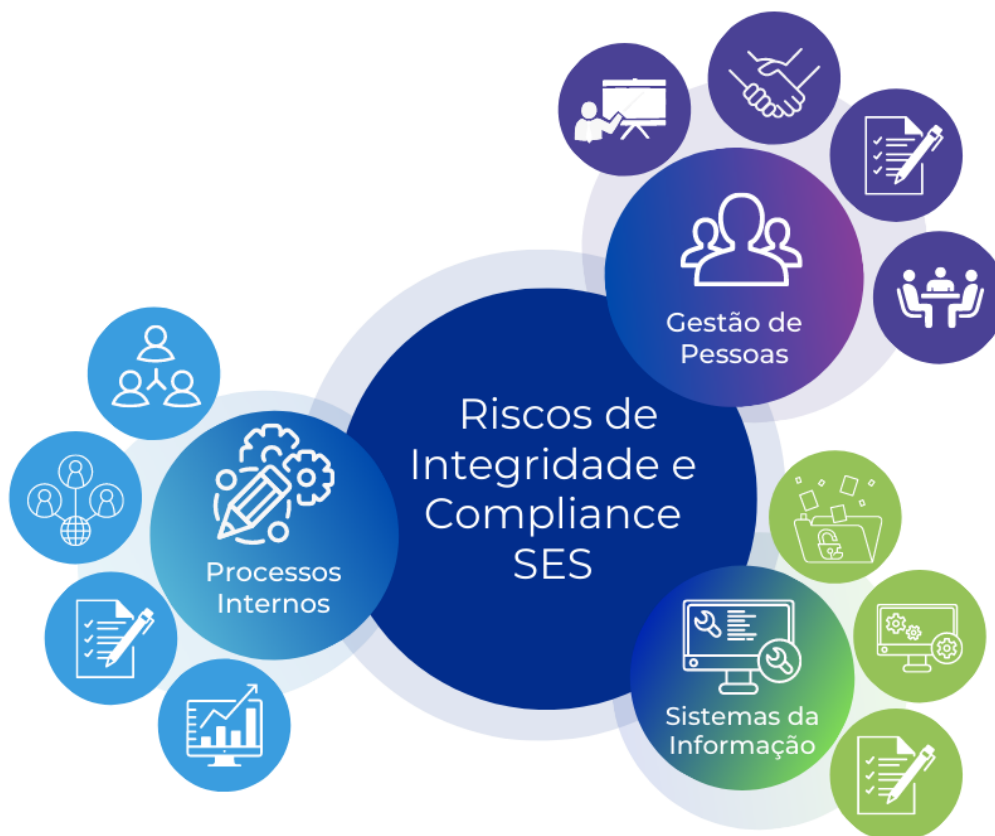 Gestão de
Pessoas
Riscos de
Integridade e
Compliance
SES
Processos
Internos
Sistemas da
Informação